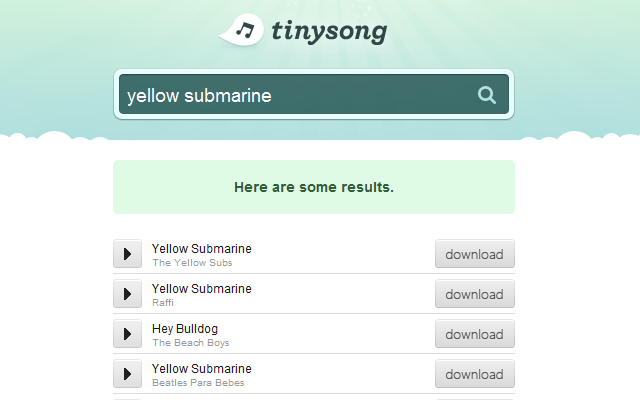 tinysong
yellow submarine
Here are some results.
Yellow Submarine
The Yellow Subs
download
Yellow Submarine
Raffi
download
Hey Bulldog
The Beach Boys
download
Yellow Submarine
Beatles Para Bebes
download